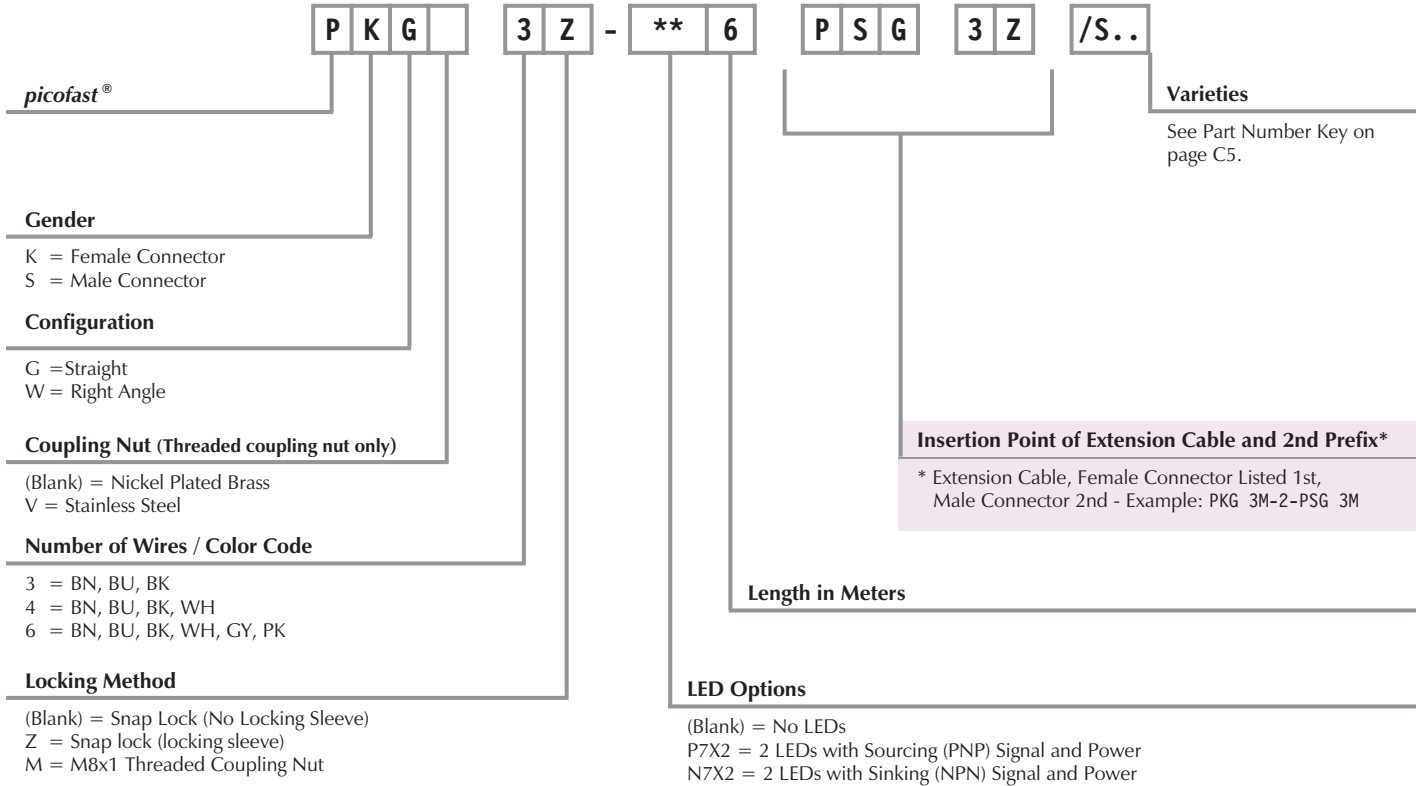 P K G 3 Z - ** 6 P S G 3 Z /S..
picofast ®
Varieties
See Part Number Key on
page C5.
Gender
K = Female Connector
S = Male Connector
Configuration
G =Straight
W = Right Angle
Coupling Nut (Threaded coupling nut only)
(Blank) = Nickel Plated Brass
V = Stainless Steel
Insertion Point of Extension Cable and 2nd Prefix*
* Extension Cable, Female Connector Listed 1st,
Male Connector 2nd - Example: PKG 3M-2-PSG 3M
Number of Wires / Color Code
3 = BN, BU, BK
4 = BN, BU, BK, WH
6 = BN, BU, BK, WH, GY, PK
Length in Meters
Locking Method
(Blank) = Snap Lock (No Locking Sleeve)
Z = Snap lock (locking sleeve)
M = M8x1 Threaded Coupling Nut
LED Options
(Blank) = No LEDs
P7X2 = 2 LEDs with Sourcing (PNP) Signal and Power
N7X2 = 2 LEDs with Sinking (NPN) Signal and Power